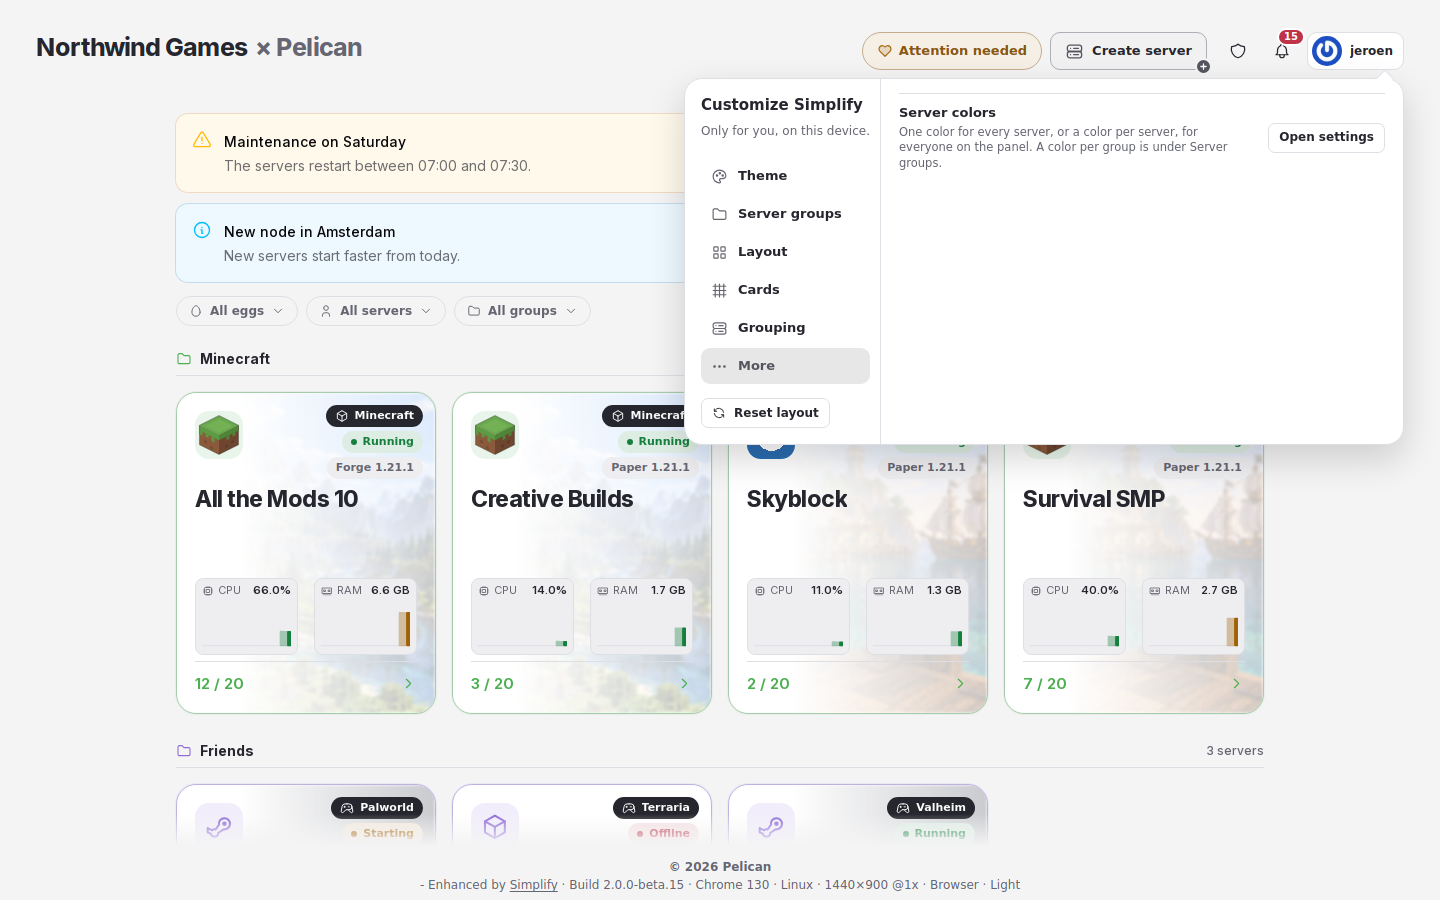 Northwind Games × Pelican
Attention needed
Create server
15
jeroen
Maintenance on Saturday
The servers restart between 07:00 and 07:30.
New node in Amsterdam
New servers start faster from today.
Customize Simplify
Only for you, on this device.
Theme
Server groups
Layout
Cards
Grouping
More
Reset layout
Server colors
One color for every server, or a color per server, for
everyone on the panel. A color per group is under Server
groups.
Open settings
All eggs
All servers
All groups
Minecraft
Minecraft
Running
Forge 1.21.1
All the Mods 10
CPU 66.0%
RAM 6.6 GB
12 / 20
Minecraf
Running
Paper 1.21.1
Creative Builds
CPU 14.0%
RAM 1.7 GB
3 / 20
Paper 1.21.1
Skyblock
CPU 11.0%
RAM 1.3 GB
2 / 20
Paper 1.21.1
Survival SMP
CPU 40.0%
RAM 2.7 GB
7 / 20
Friends
3 servers
Palworld
Starting
Terraria
Offline
Valheim
Running
© 2026 Pelican
- Enhanced by Simplify · Build 2.0.0-beta.15 · Chrome 130 · Linux · 1440×900 @1x · Browser · Light